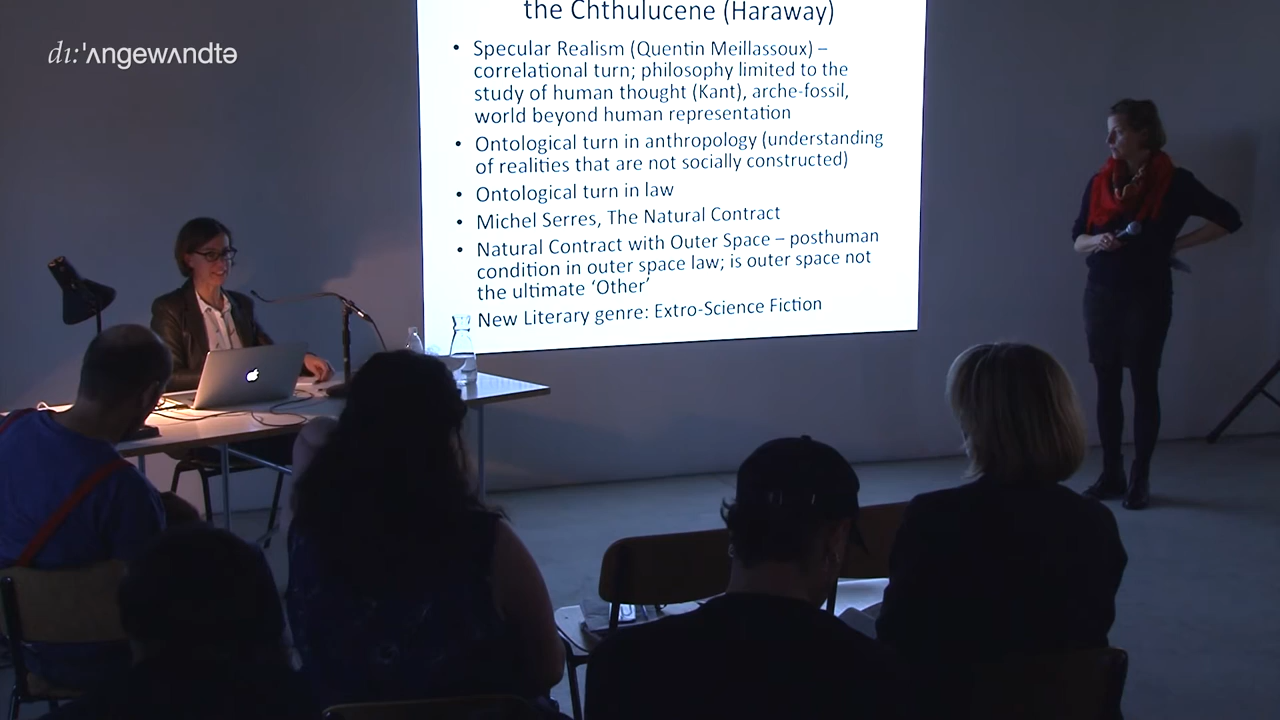 dı:'ʌngewʌndtə
the Chthulucene (Haraway)
• Specular Realism (Quentin Meillassoux) –
correlational turn; philosophy limited to the
study of human thought (Kant), arche-fossil,
world beyond human representation
• Ontological turn in anthropology (understanding
of realities that are not socially constructed)
• Ontological turn in law
• Michel Serres, The Natural Contract
• Natural Contract with Outer Space – posthuman
condition in outer space law; is outer space not
the ultimate ‘Other’
New Literary genre: Extro-Science Fiction